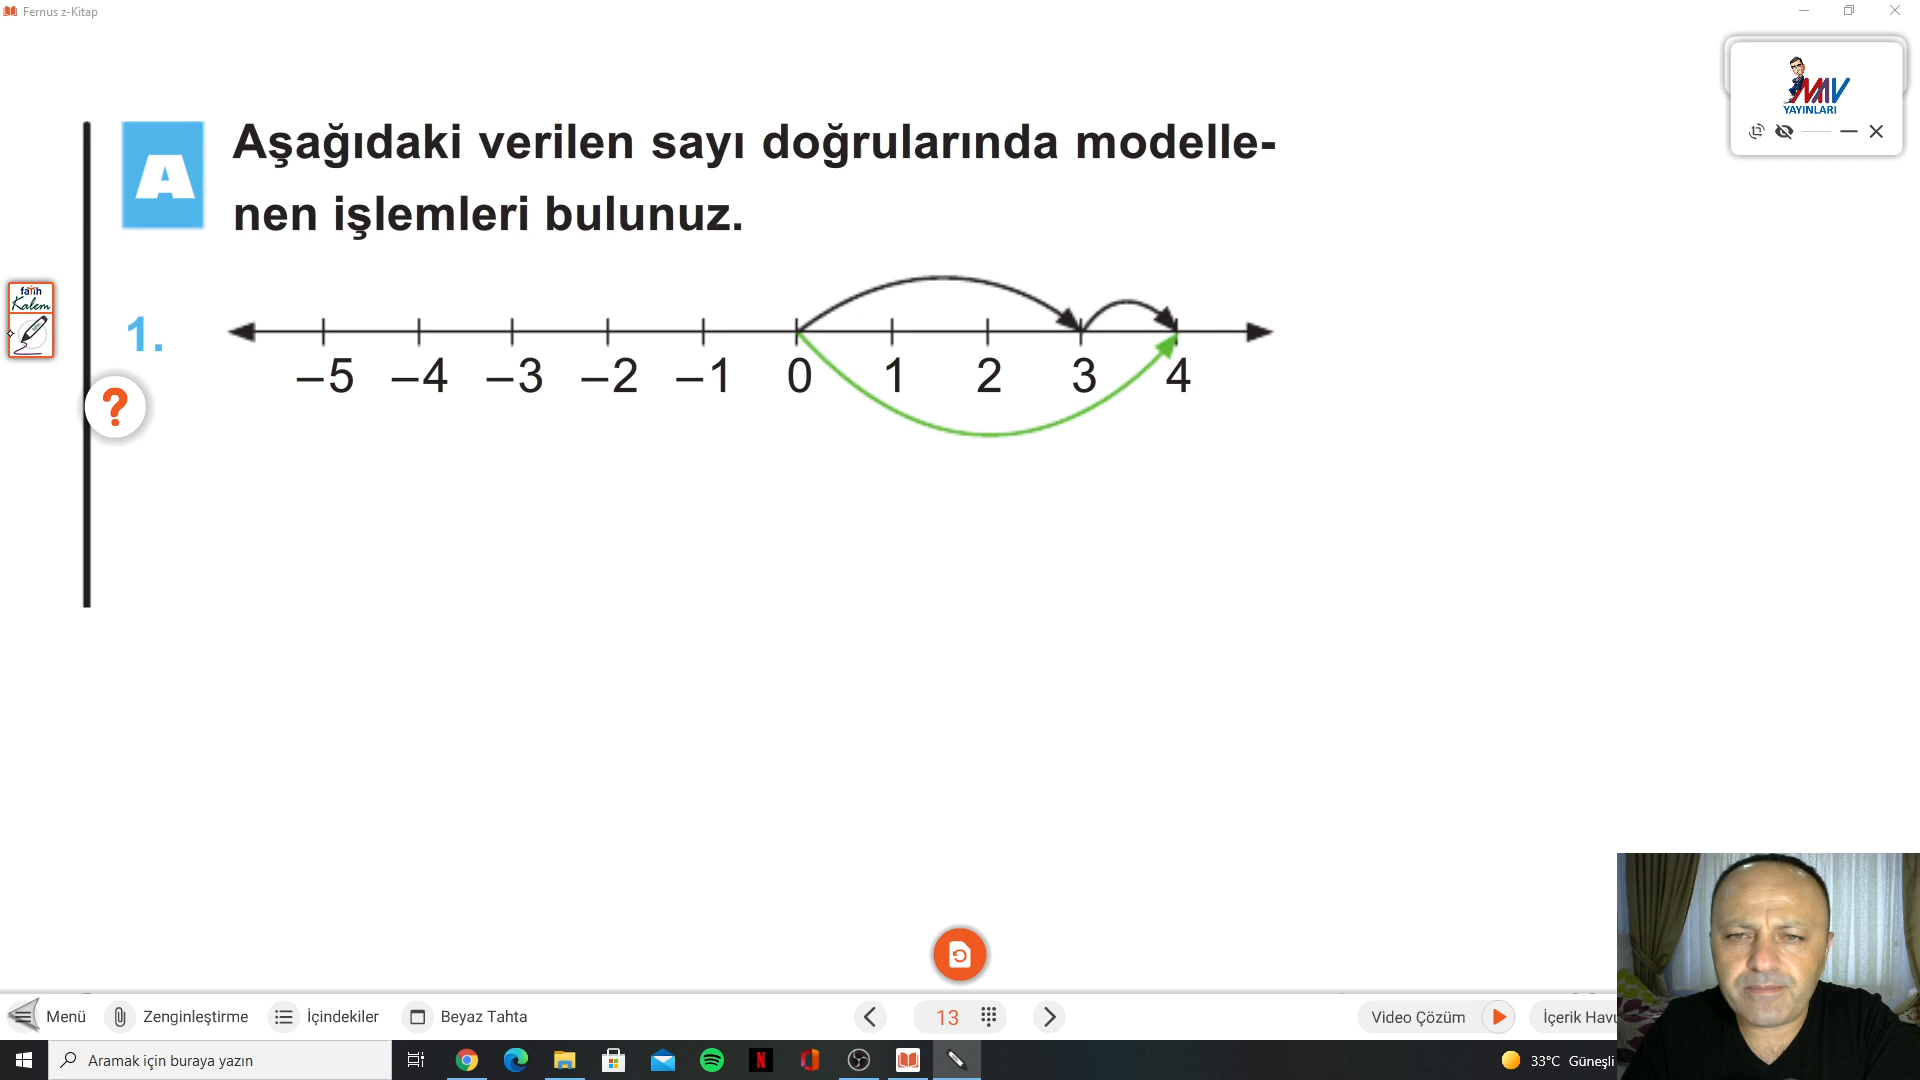 Fernus z-Kitap
MAV
YAYINLARI
A
Aşağıdaki verilen sayı doğrularında modelle-
nen işlemleri bulunuz.
fatih
Kalem
1.
–5 –4 –3 –2 –1 0 1 2 3 4
?
Menü Zenginleştirme İçindekiler Beyaz Tahta 13 Video Çözüm İçerik Havu
Aramak için buraya yazın 33°C Güneşli